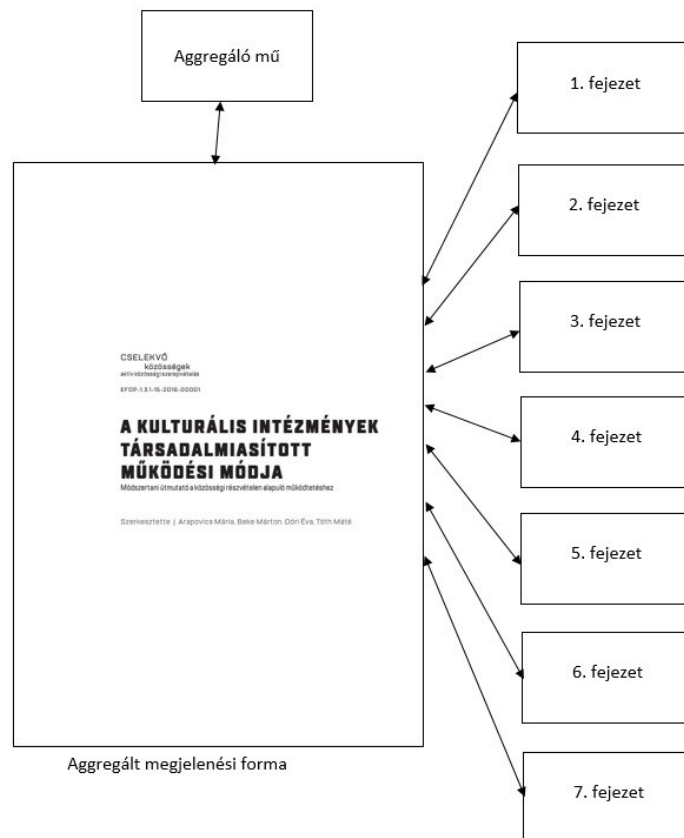 Aggregáló mű
1. fejezet
2. fejezet
3. fejezet
4. fejezet
5. fejezet
6. fejezet
7. fejezet
CSELEKVŐ
közösségek
aktív közösségi szerepvállalás
EFOP-1.3.1-15-2016-00001
A KULTURÁLIS INTÉZMÉNYEK
TÁRSADALMIASÍTOTT
MŰKÖDÉSI MÓDJA
Módszertani útmutató a közösségi részvételen alapuló működtetéshez
Szerkesztette | Arapovics Mária, Beke Márton, Dóri Éva, Tóth Máté
Aggregált megjelenési forma